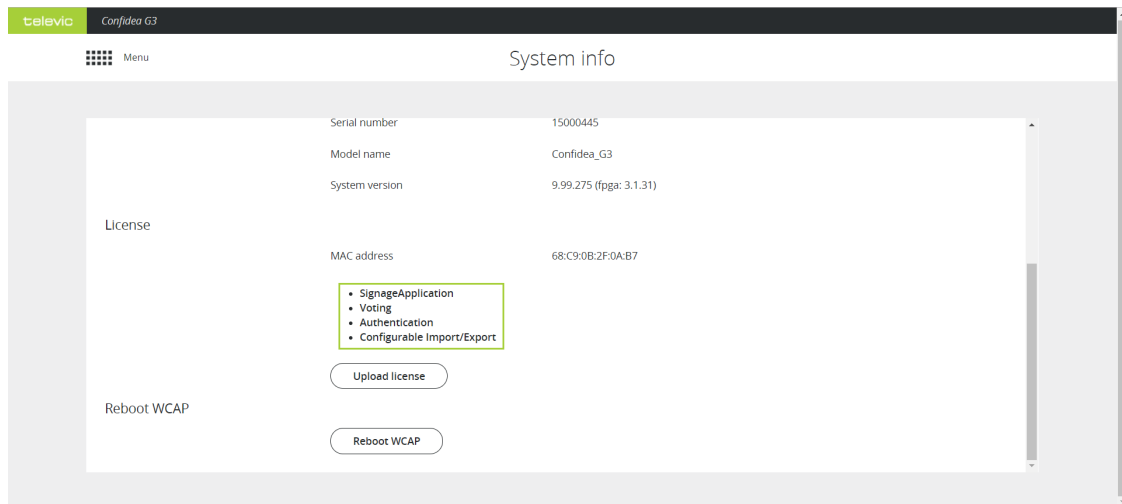 televic Confidea G3
Menu System info
Serial number 15000445
Model name Confidea_G3
System version 9.99.275 (fpga: 3.1.31)
License
MAC address 68:C9:0B:2F:0A:B7
• SignageApplication
• Voting
• Authentication
• Configurable Import/Export
Upload license
Reboot WCAP
Reboot WCAP